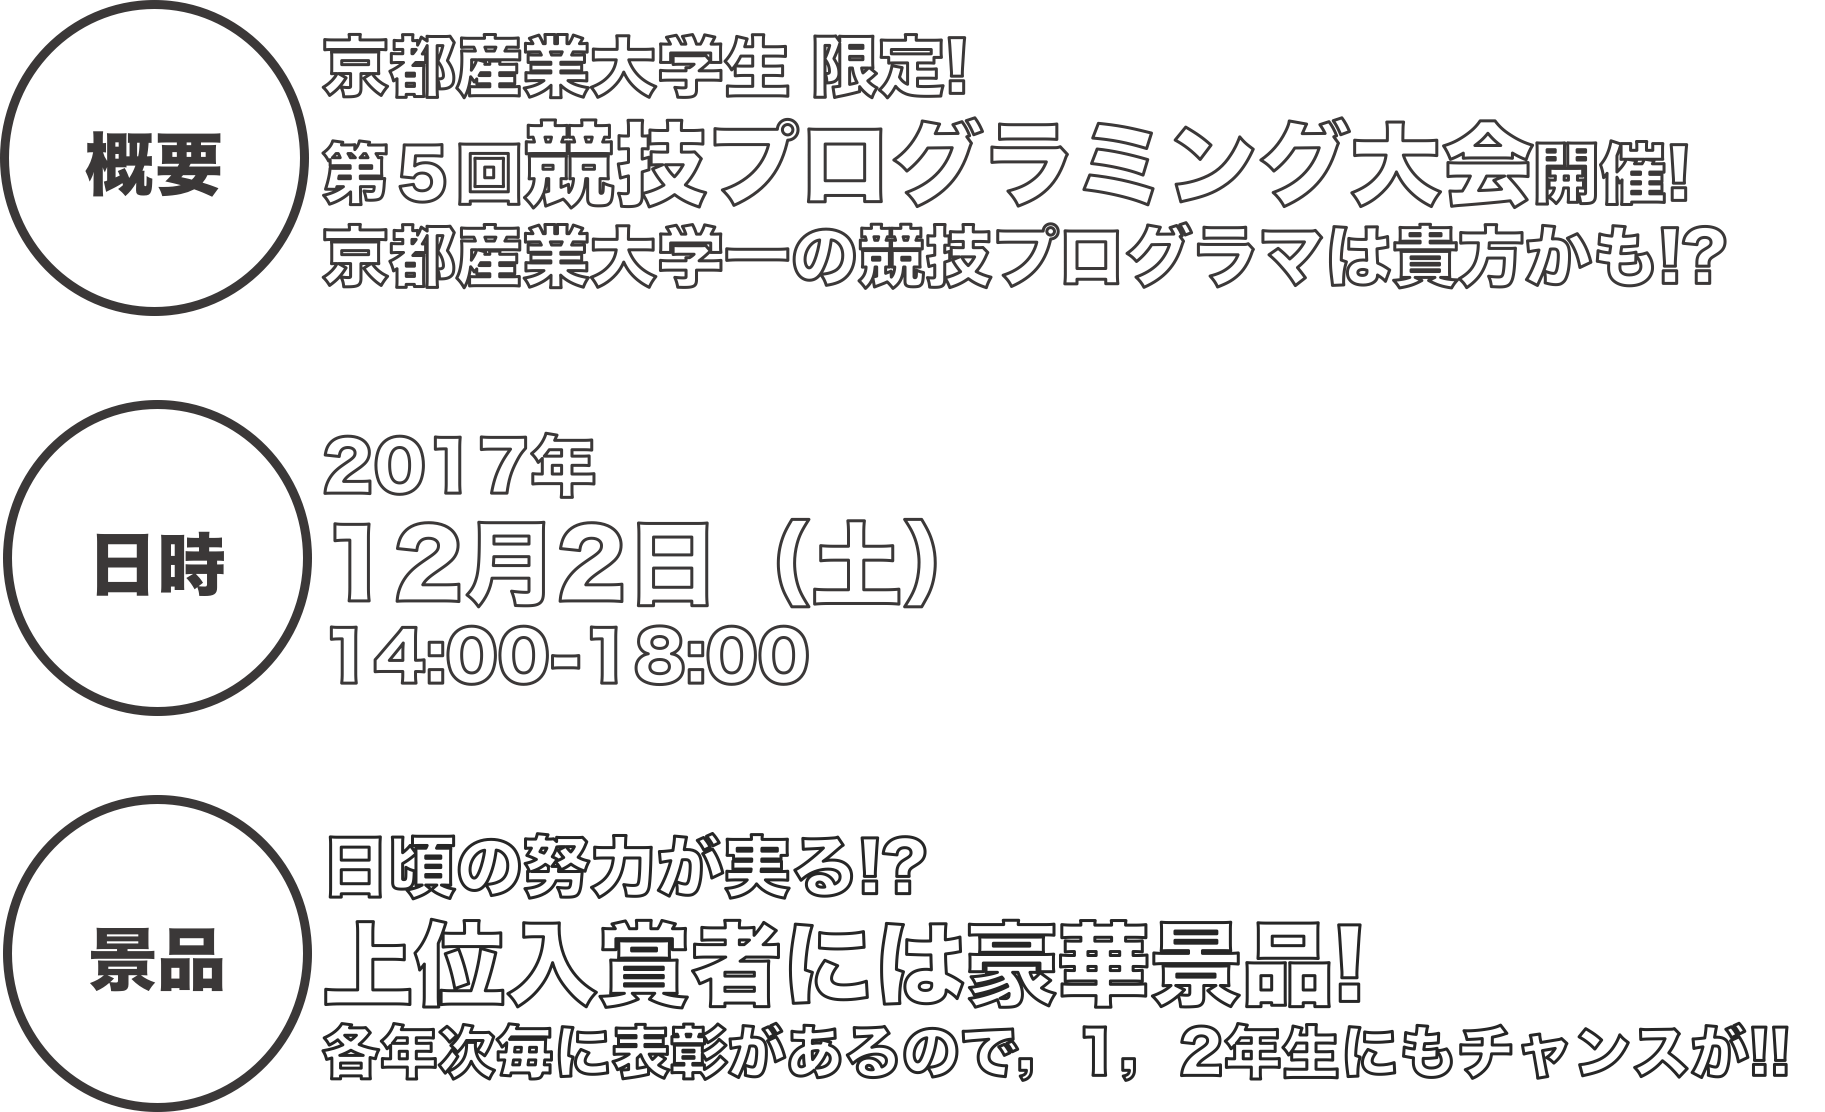 概要
京都産業大学生 限定!
第５回競技プログラミング大会開催!
京都産業大学一の競技プログラマは貴方かも!?
日時
2017年
12月2日（土）
14:00-18:00
景品
日頃の努力が実る!?
上位入賞者には豪華景品!
各年次毎に表彰があるので，1，2年生にもチャンスが!!